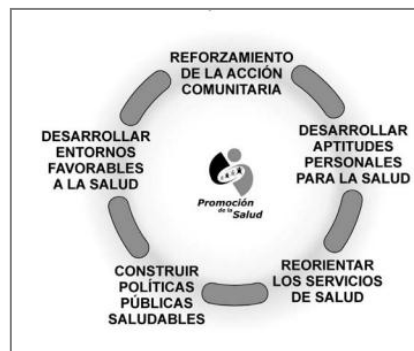 REFORZAMIENTO
DE LA ACCIÓN
COMUNITARIA
DESARROLLAR
APTITUDES
PERSONALES
PARA LA SALUD
REORIENTAR
LOS SERVICIOS
DE SALUD
CONSTRUIR
POLÍTICAS
PÚBLICAS
SALUDABLES
DESARROLLAR
ENTORNOS
FAVORABLES
A LA SALUD
Promoción
de la
Salud